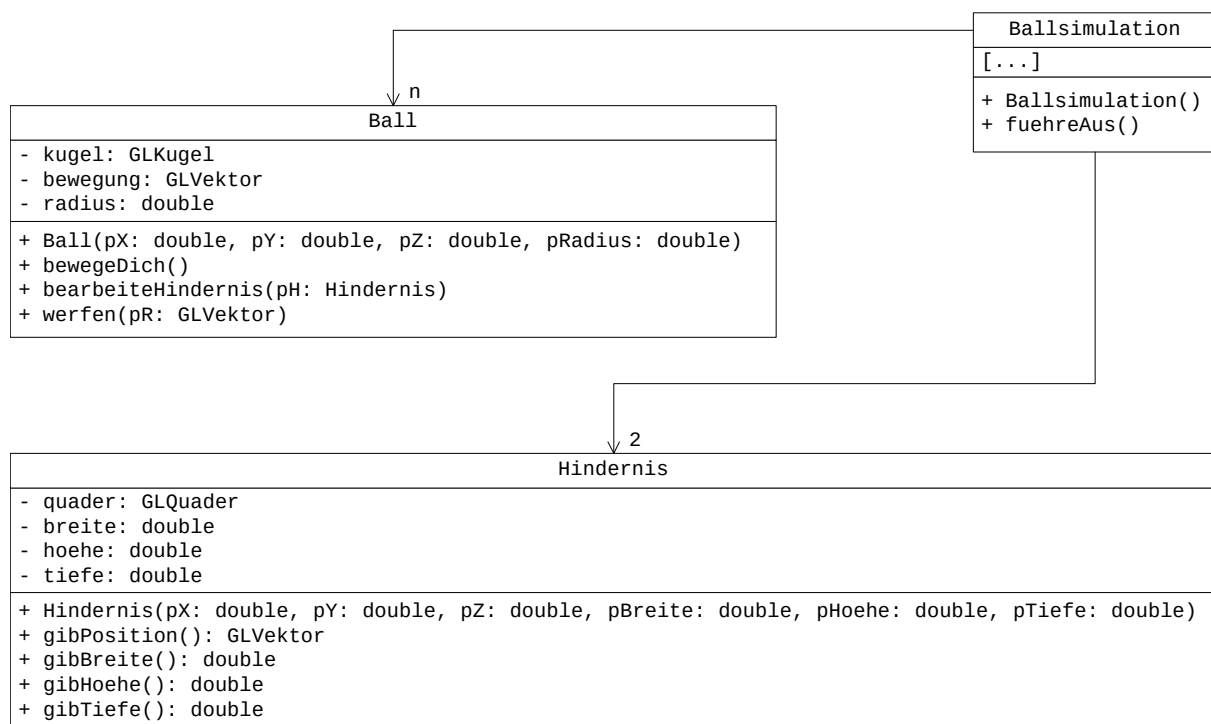 Ballsimulation
[...]
+ Ballsimulation()
+ fuehreAus()
n
Ball
- kugel: GLKugel
- bewegung: GLVektor
- radius: double
+ Ball(pX: double, pY: double, pZ: double, pRadius: double)
+ bewegeDich()
+ bearbeiteHindernis(pH: Hindernis)
+ werfen(pR: GLVektor)
2
Hindernis
- quader: GLQuader
- breite: double
- hoehe: double
- tiefe: double
+ Hindernis(pX: double, pY: double, pZ: double, pBreite: double, pHoehe: double, pTiefe: double)
+ gibPosition(): GLVektor
+ gibBreite(): double
+ gibHoehe(): double
+ gibTiefe(): double